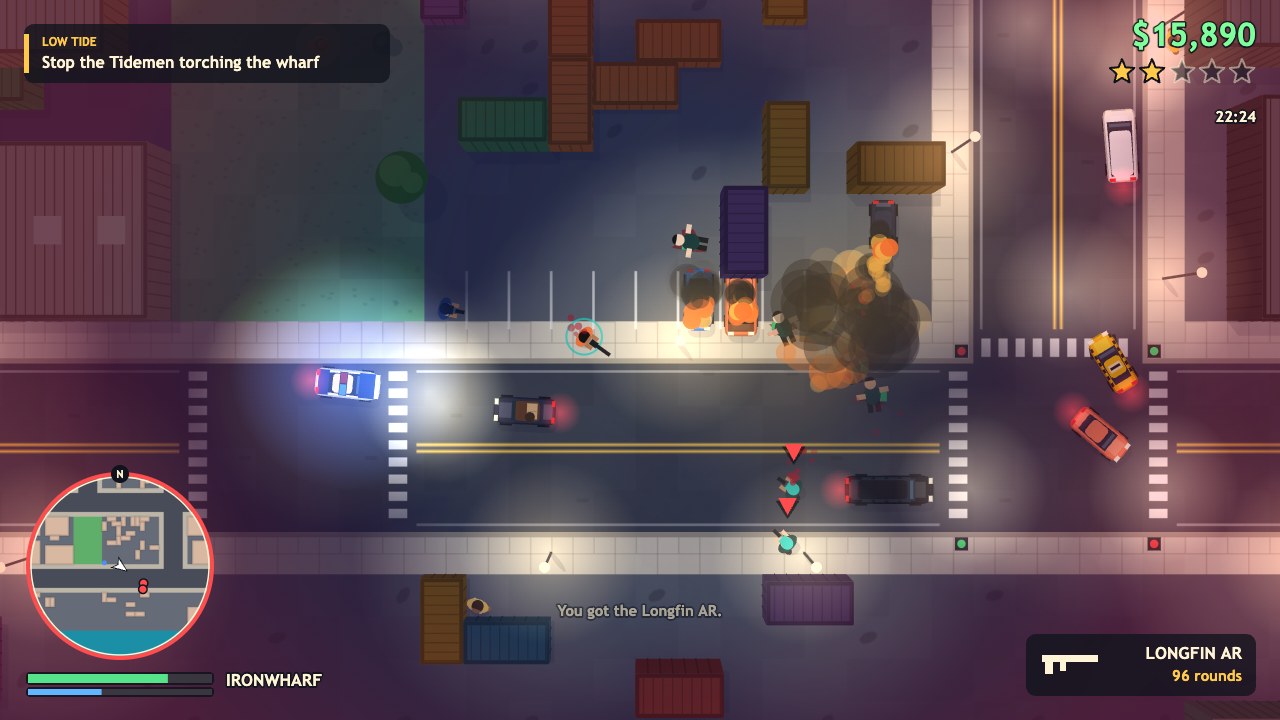 LOW TIDE
Stop the Tidemen torching the wharf
$15,890
22:24
N
You got the Longfin AR.
IRONWHARF
LONGFIN AR
96 rounds